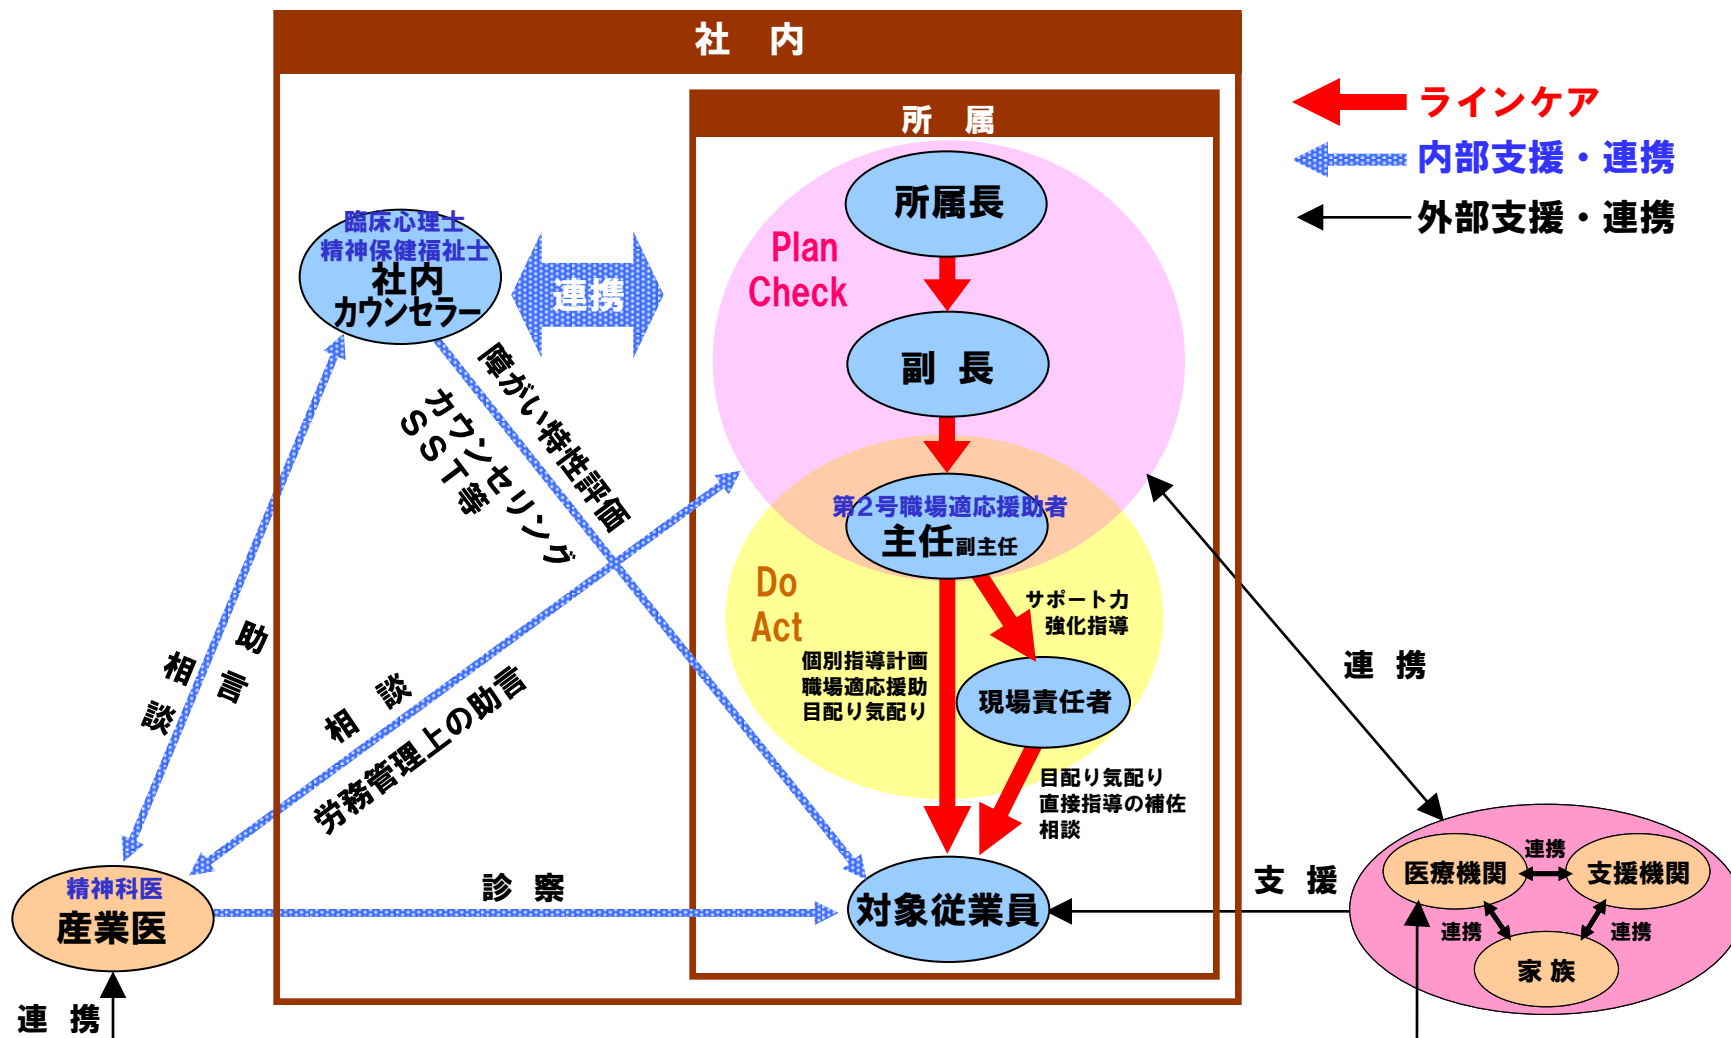 社　内
所　属
ラインケア
内部支援・連携
外部支援・連携
所属長
Plan
Check
臨床心理士
精神保健福祉士
社内
カウンセラー
連携
副 長
障がい特性評価
カウンセリング
ＳＳＴ等
第2号職場適応援助者
主任副主任
Do
Act
サポート力
強化指導
個別指導計画
職場適応援助
目配り気配り
現場責任者
目配り気配り
直接指導の補佐
相談
助言
相談
相　談
労務管理上の助言
連 携
精神科医
産業医
診 察
対象従業員
支 援
医療機関
連携
支援機関
連携
連携
家 族
連 携